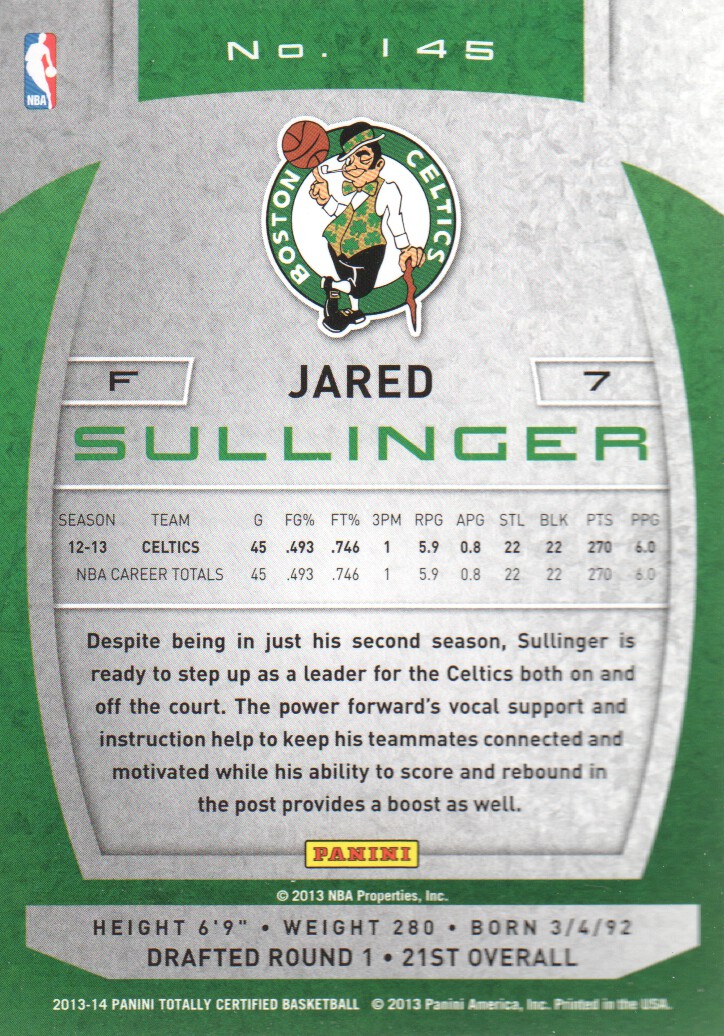 No. 145
NBA
BOSTON CELTICS
F
JARED
7
SULLINGER
SEASON TEAM G FG% FT% 3PM RPG APG STL BLK PTS PPG
12-13 CELTICS 45 .493 .746 1 5.9 0.8 22 22 270 6.0
NBA CAREER TOTALS 45 .493 .746 1 5.9 0.8 22 22 270 6.0
Despite being in just his second season, Sullinger is
ready to step up as a leader for the Celtics both on and
off the court. The power forward's vocal support and
instruction help to keep his teammates connected and
motivated while his ability to score and rebound in
the post provides a boost as well.
PANINI
© 2013 NBA Properties, Inc.
HEIGHT 6'9" • WEIGHT 280 • BORN 3/4/92
DRAFTED ROUND 1 • 21ST OVERALL
2013-14 PANINI TOTALLY CERTIFIED BASKETBALL © 2013 Panini America, Inc. Printed in the USA.